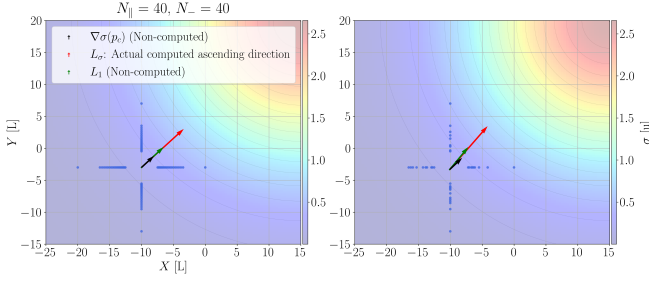 N∥ = 40, N− = 40
∇σ(p_c) (Non-computed)
L_σ: Actual computed ascending direction
L_1 (Non-computed)
20
15
10
5
0
−5
−10
−15
Y [L]
−25 −20 −15 −10 −5 0 5 10 15
X [L]
2.5
2.0
1.5
1.0
0.5
20
15
10
5
0
−5
−10
−15
−25 −20 −15 −10 −5 0 5 10 15
2.5
2.0
1.5
1.0
0.5
σ [u]